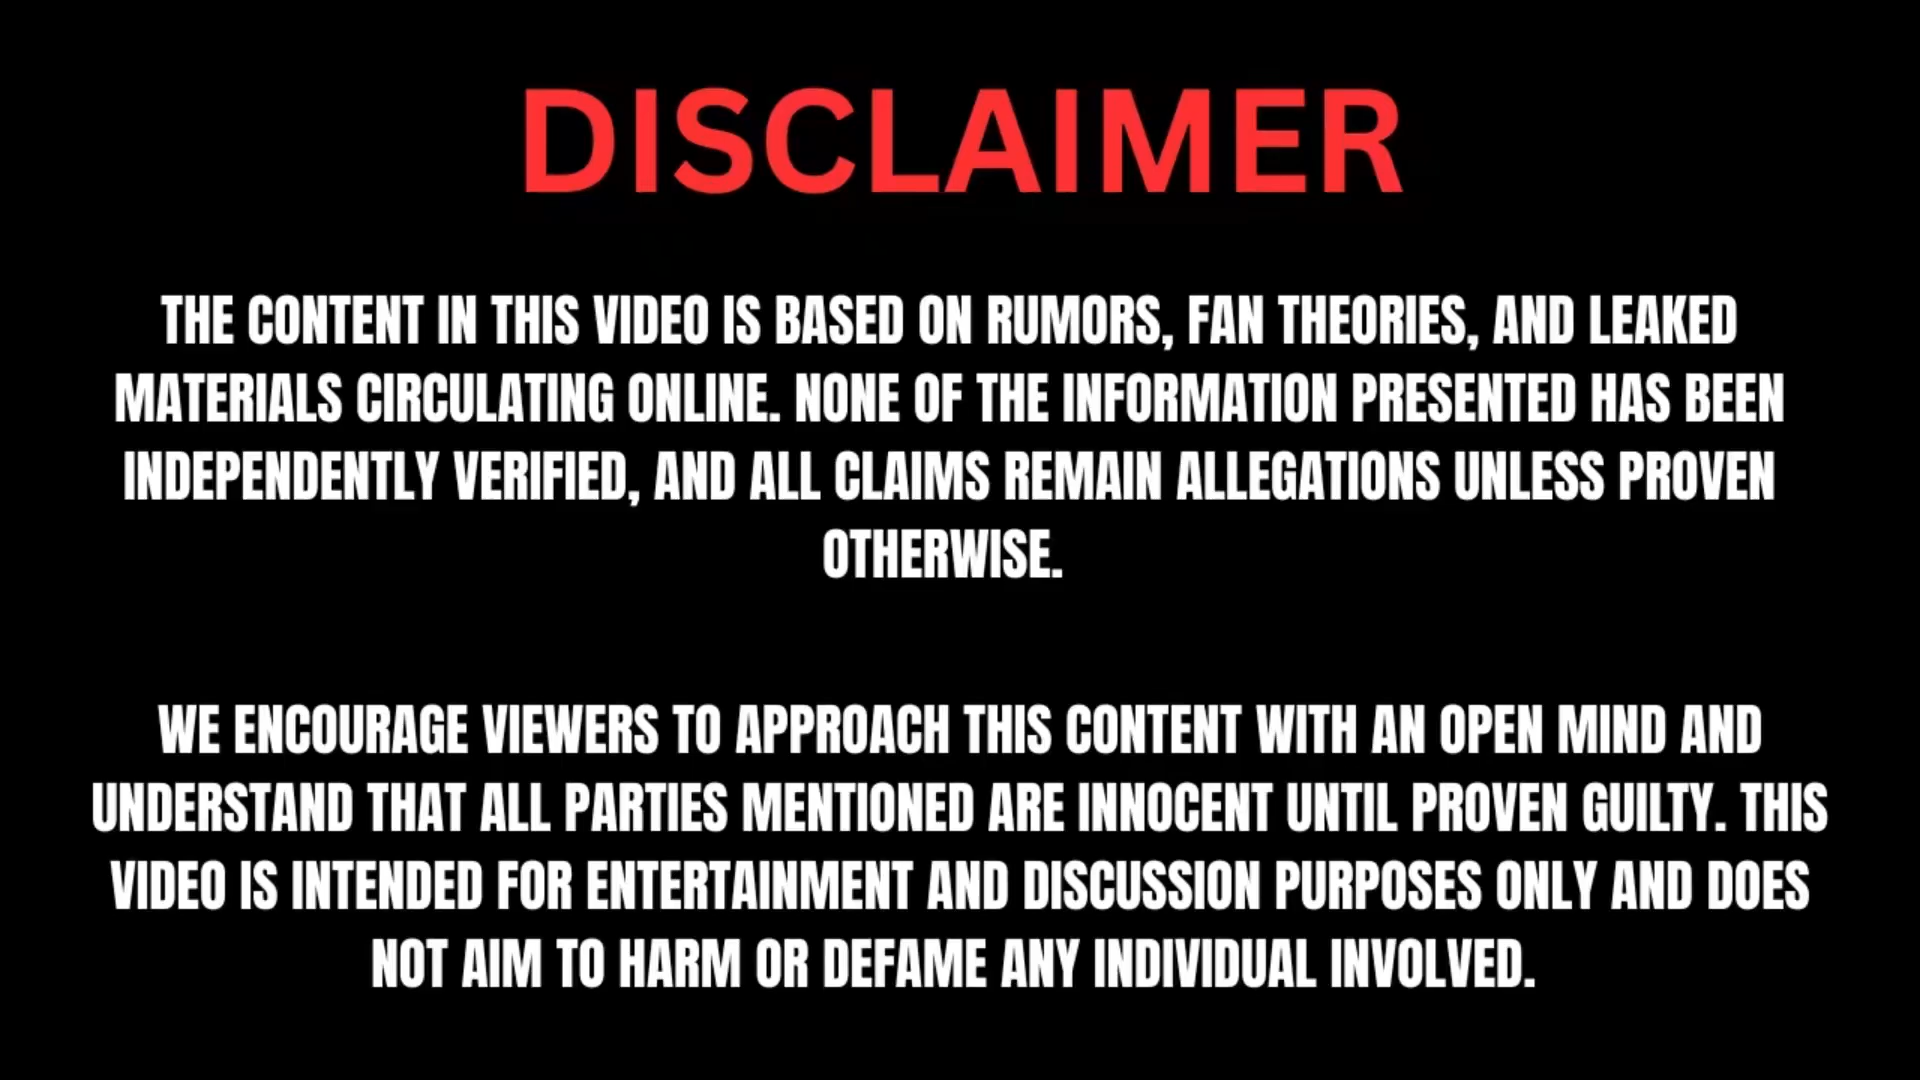 DISCLAIMER
THE CONTENT IN THIS VIDEO IS BASED ON RUMORS, FAN THEORIES, AND LEAKED
MATERIALS CIRCULATING ONLINE. NONE OF THE INFORMATION PRESENTED HAS BEEN
INDEPENDENTLY VERIFIED, AND ALL CLAIMS REMAIN ALLEGATIONS UNLESS PROVEN
OTHERWISE.
WE ENCOURAGE VIEWERS TO APPROACH THIS CONTENT WITH AN OPEN MIND AND
UNDERSTAND THAT ALL PARTIES MENTIONED ARE INNOCENT UNTIL PROVEN GUILTY. THIS
VIDEO IS INTENDED FOR ENTERTAINMENT AND DISCUSSION PURPOSES ONLY AND DOES
NOT AIM TO HARM OR DEFAME ANY INDIVIDUAL INVOLVED.